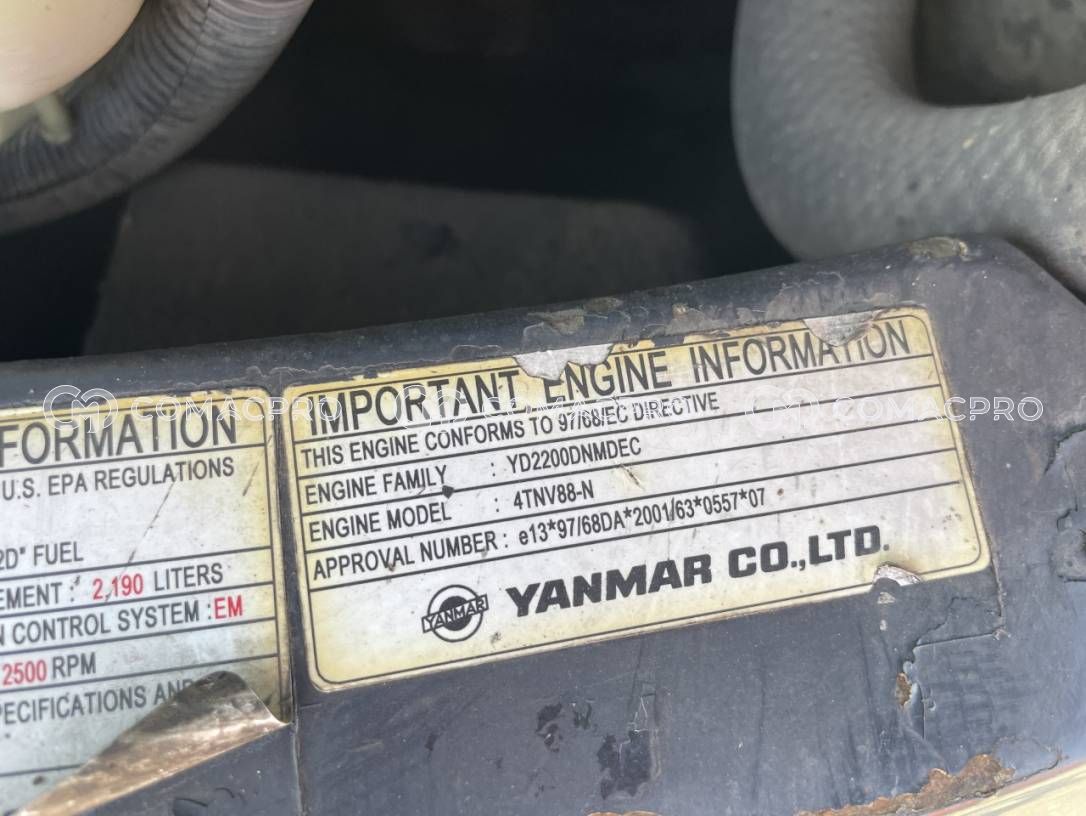 FORMATION
U.S. EPA REGULATIONS
2D" FUEL
EMENT : 2,190 LITERS
N CONTROL SYSTEM : EM
2500 RPM
PECIFICATIONS AND
IMPORTANT ENGINE INFORMATION
THIS ENGINE CONFORMS TO 97/68/EC DIRECTIVE
ENGINE FAMILY : YD2200DNMDEC
ENGINE MODEL : 4TNV88-N
APPROVAL NUMBER : e13*97/68DA*2001/63*0557*07
YANMAR YANMAR CO.,LTD.
COMACPRO COMACPRO COMACPRO